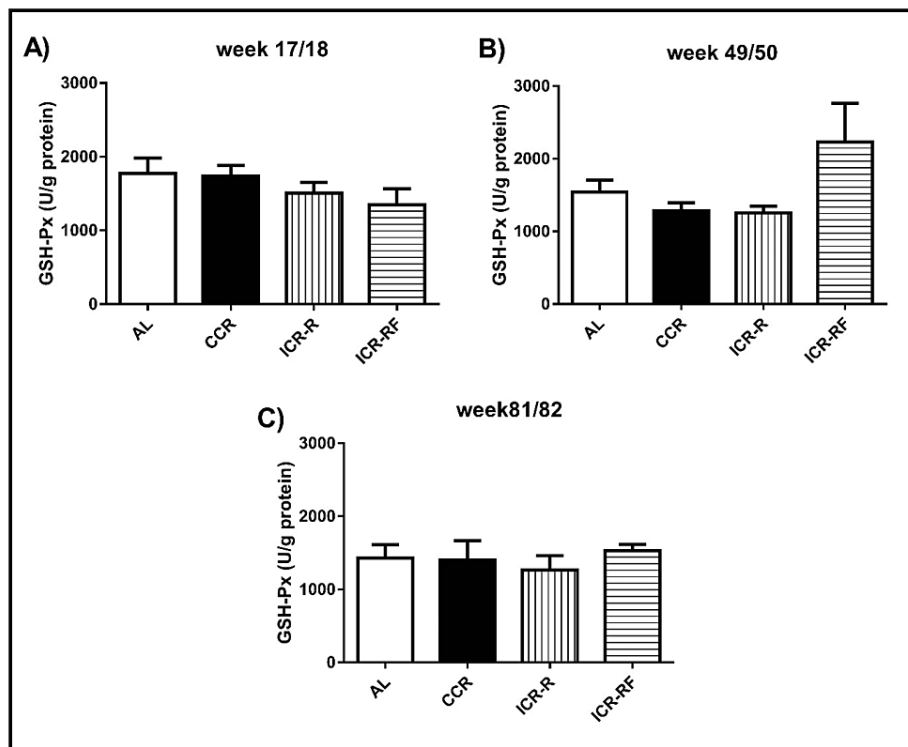 A)
week 17/18
GSH-Px (U/g protein)
3000
2000
1000
0
AL
CCR
ICR-R
ICR-RF
B)
week 49/50
GSH-Px (U/g protein)
3000
2000
1000
0
AL
CCR
ICR-R
ICR-RF
C)
week81/82
GSH-Px (U/g protein)
3000
2000
1000
0
AL
CCR
ICR-R
ICR-RF